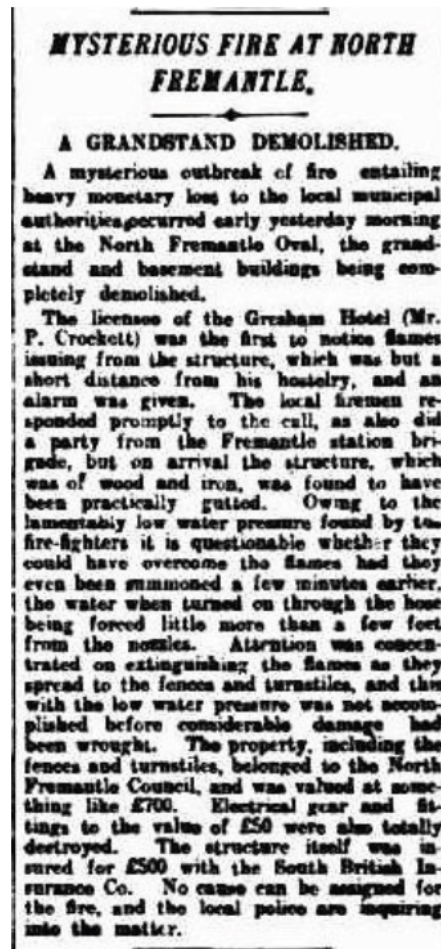 MYSTERIOUS FIRE AT NORTH
FREMANTLE.
A GRANDSTAND DEMOLISHED.
A mysterious outbreak of fire entailing
heavy monetary loss to the local municipal
authorities occurred early yesterday morning
at the North Fremantle Oval, the grand-
stand and basement buildings being com-
pletely demolished.
The licensee of the Gresham Hotel (Mr.
P. Crockett) was the first to notice flames
issuing from the structure, which was but a
short distance from his hostelry, and an
alarm was given. The local firemen re-
sponded promptly to the call, as also did
a party from the Fremantle station bri-
gade, but on arrival the structure, which
was of wood and iron, was found to have
been practically gutted. Owing to the
lamentably low water pressure found by the
fire-fighters it is questionable whether they
could have overcome the flames had they
even been summoned a few minutes earlier,
the water when turned on through the hose
being forced little more than a few feet
from the nozzles. Attention was concen-
trated on extinguishing the flames as they
spread to the fences and turnstiles, and this
with the low water pressure was not accom-
plished before considerable damage had
been wrought. The property, including the
fences and turnstiles, belonged to the North
Fremantle Council, and was valued at some-
thing like £700. Electrical gear and fit-
tings to the value of £50 were also totally
destroyed. The structure itself was in-
sured for £500 with the South British In-
surance Co. No cause can be assigned for
the fire, and the local police are inquiring
into the matter.